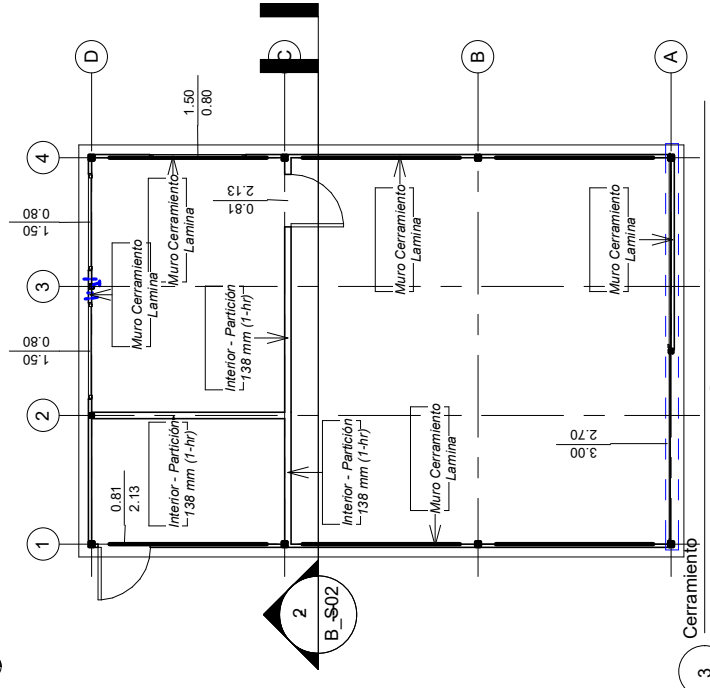 D
C
B
A
4
3
2
1
1.50
0.80
0.80
1.50
0.80
1.50
0.81
2.13
0.81
2.13
2.70
3.00
Muro Cerramiento
Lamina
Muro Cerramiento
Lamina
Muro Cerramiento
Lamina
Muro Cerramiento
Lamina
Muro Cerramiento
Lamina
Interior - Partición
138 mm (1-hr)
Interior - Partición
138 mm (1-hr)
Interior - Partición
138 mm (1-hr)
2
B_S02
Cerramiento
3